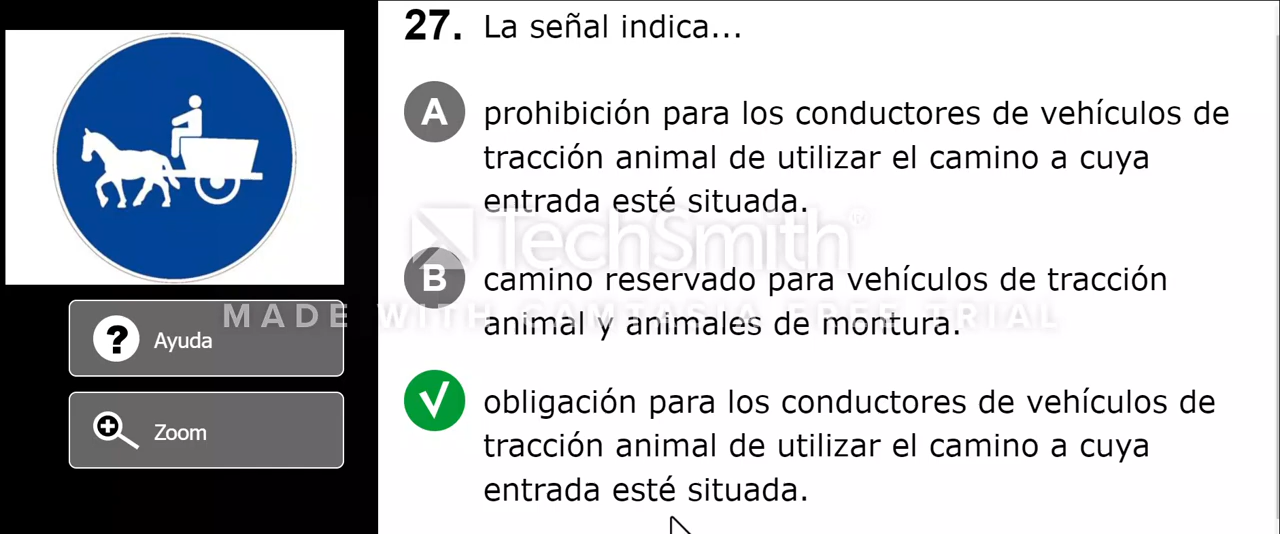 27. La señal indica...
A prohibición para los conductores de vehículos de
tracción animal de utilizar el camino a cuya
entrada esté situada.
TechSmith®
B camino reservado para vehículos de tracción
animal y animales de montura.
MADE WITH CAMTASIA FREE TRIAL
? Ayuda
Zoom
obligación para los conductores de vehículos de
tracción animal de utilizar el camino a cuya
entrada esté situada.